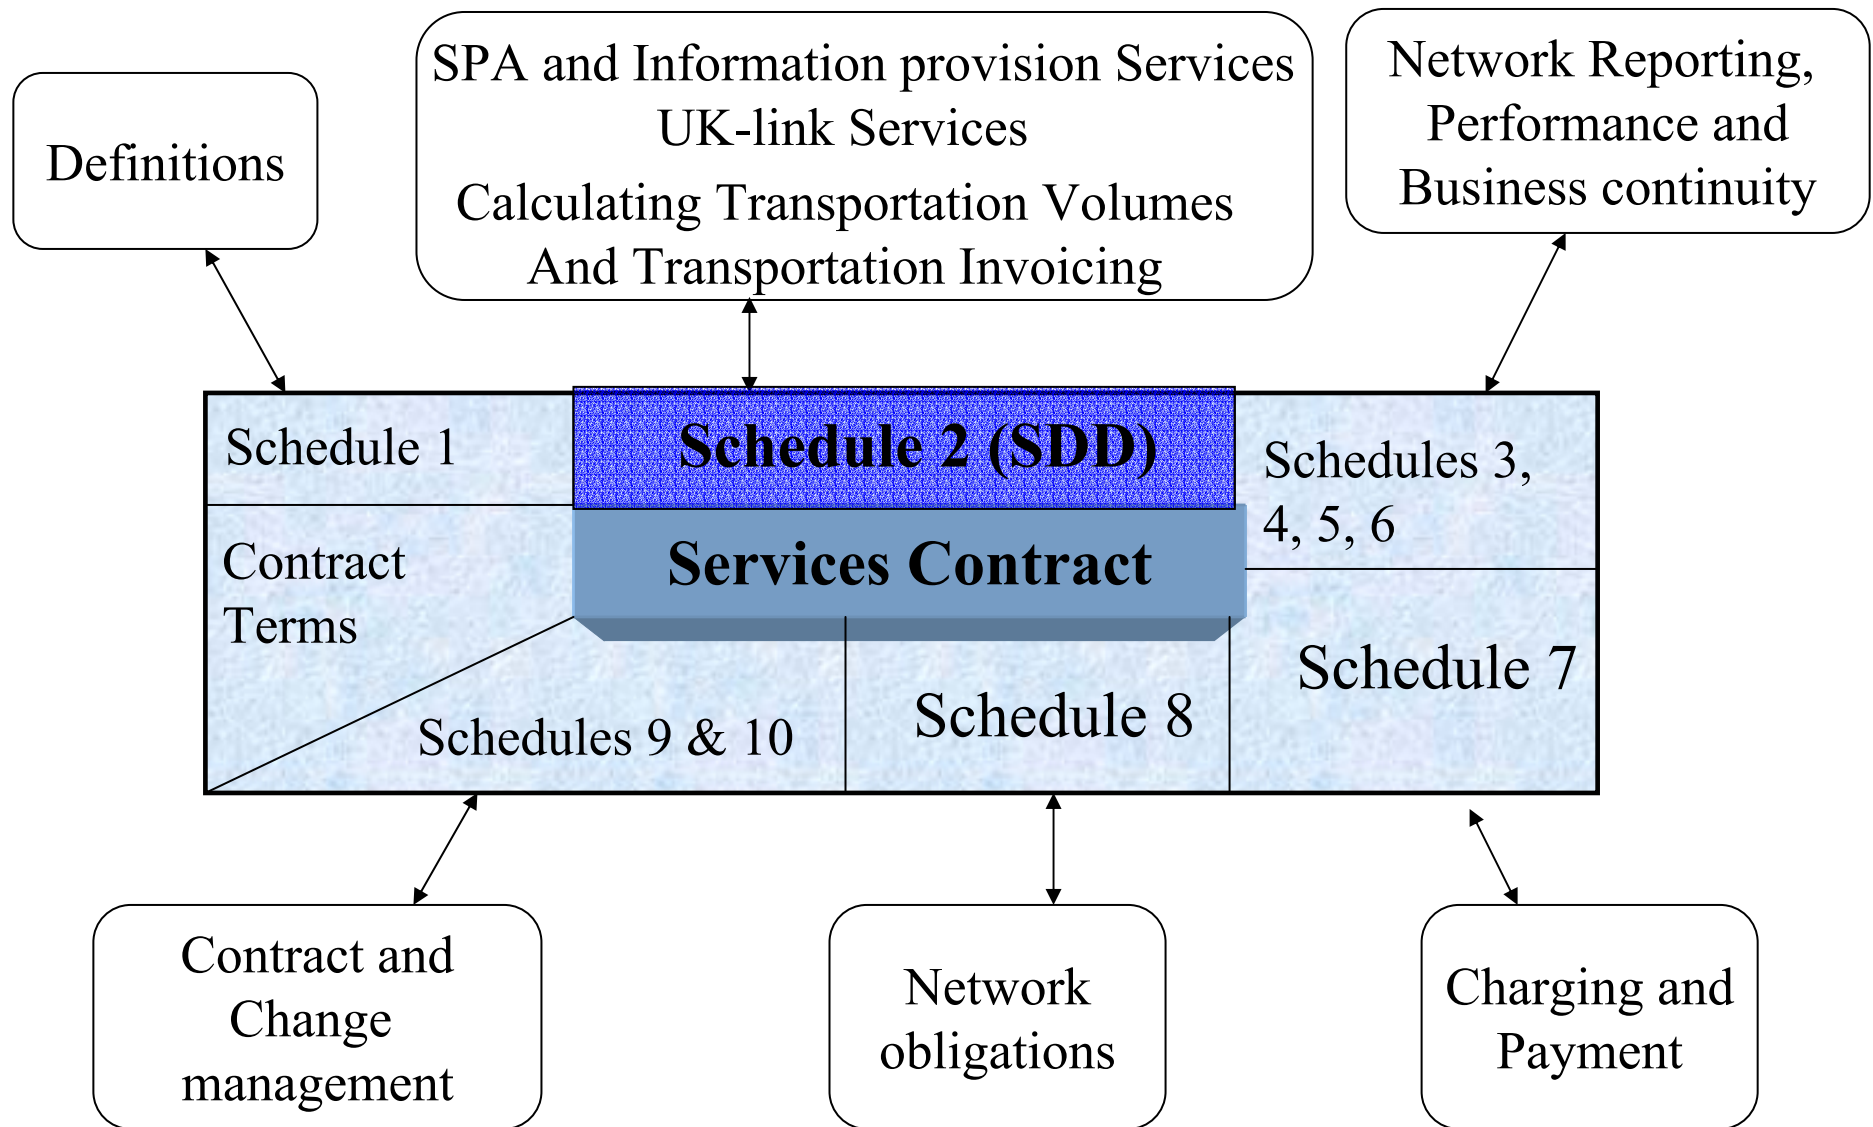 Definitions
SPA and Information provision Services
UK-link Services
Calculating Transportation Volumes
And Transportation Invoicing
Network Reporting,
Performance and
Business continuity
Schedule 1
Schedule 2 (SDD)
Schedules 3,
4, 5, 6
Contract
Terms
Services Contract
Schedules 9 & 10
Schedule 8
Schedule 7
Contract and
Change
management
Network
obligations
Charging and
Payment